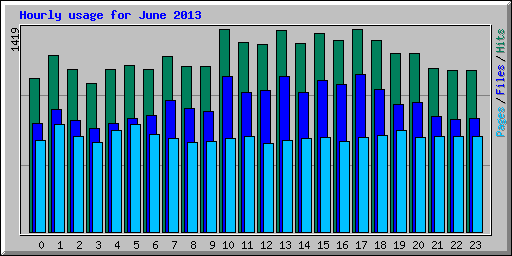 Hourly usage for June 2013
1419
Pages/Files/Hits
0 1 2 3 4 5 6 7 8 9 10 11 12 13 14 15 16 17 18 19 20 21 22 23